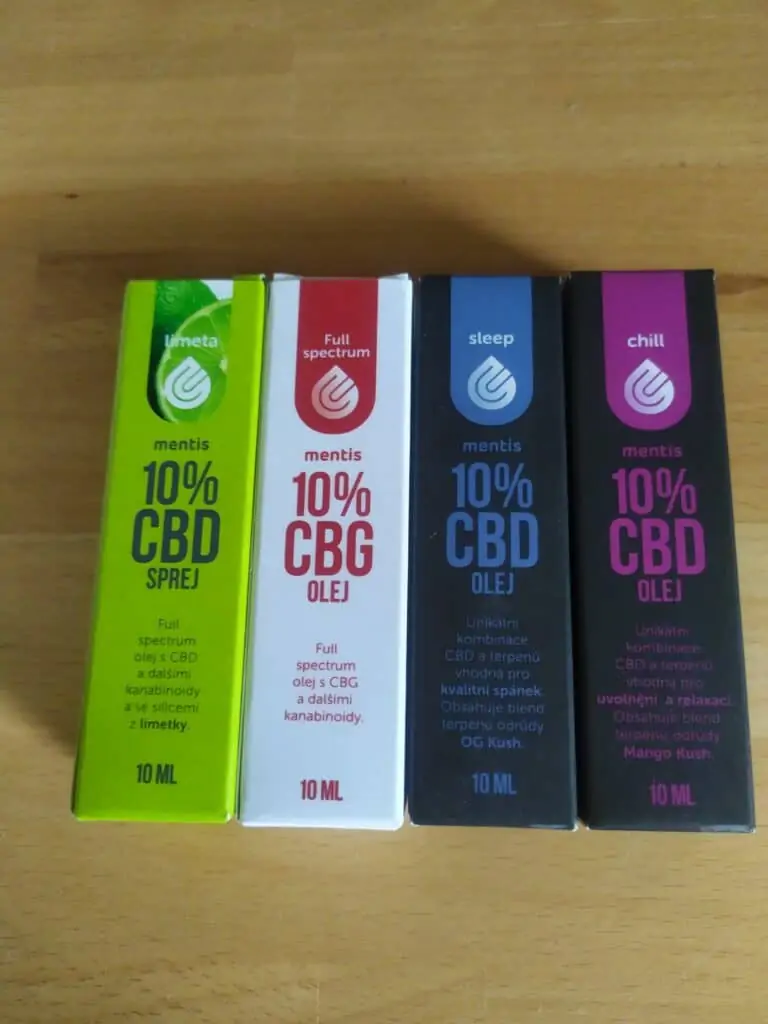 limeta
mentis
10%
CBD
SPREJ
Full
spectrum
olej s CBD
a dalšími
kanabinoidy
a se silicemi
z limetky.
10 ML
Full
spectrum
mentis
10%
CBG
OLEJ
Full
spectrum
olej s CBG
a dalšími
kanabinoidy.
10 ML
sleep
mentis
10%
CBD
OLEJ
Unikátní
kombinace
CBD a terpenů
vhodná pro
kvalitní spánek.
Obsahuje blend
terpenů odrůdy
OG Kush.
10 ML
chill
mentis
10%
CBD
OLEJ
Unikátní
kombinace
CBD a terpenů
vhodná pro
uvolnění a relaxaci.
Obsahuje blend
terpenů odrůdy
Mango Kush.
10 ML